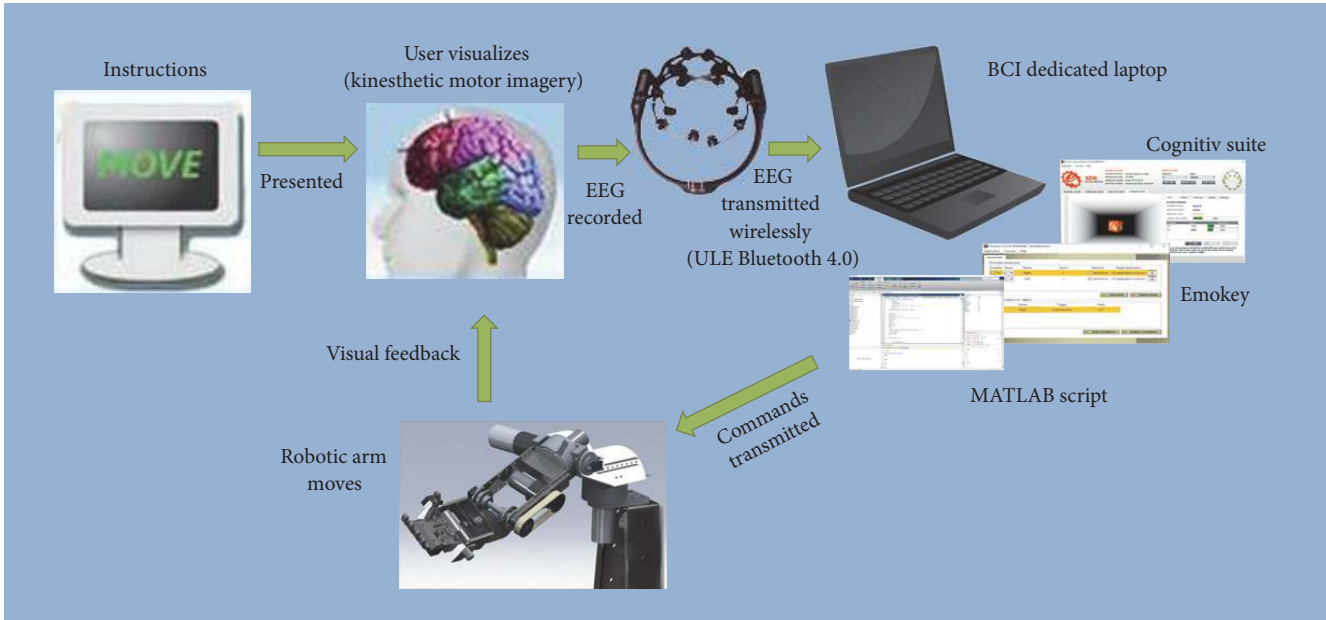 Instructions
MOVE
Presented
User visualizes
(kinesthetic motor imagery)
EEG
recorded
EEG
transmitted
wirelessly
(ULE Bluetooth 4.0)
BCI dedicated laptop
Cognitiv suite
Emokey
MATLAB script
Commands
transmitted
Robotic arm
moves
Visual feedback